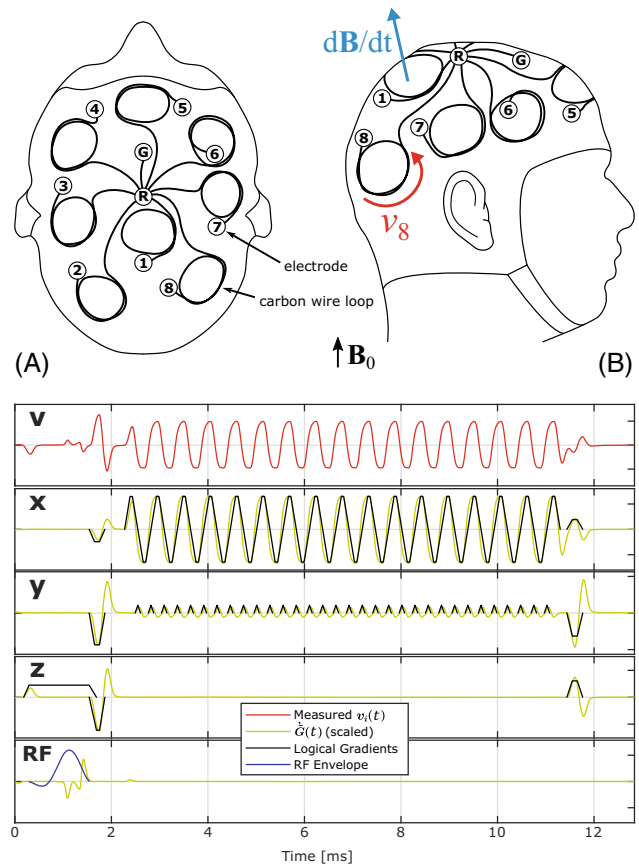 4
5
G
6
3
R
7
2
1
8
electrode
carbon wire loop
(A)
dB/dt
R
G
1
8
7
6
5
v₈
B₀
(B)
v
x
y
z
Measured vᵢ(t)
Ġ̃(t) (scaled)
Logical Gradients
RF Envelope
RF
0
2
4
6
8
10
12
Time [ms]